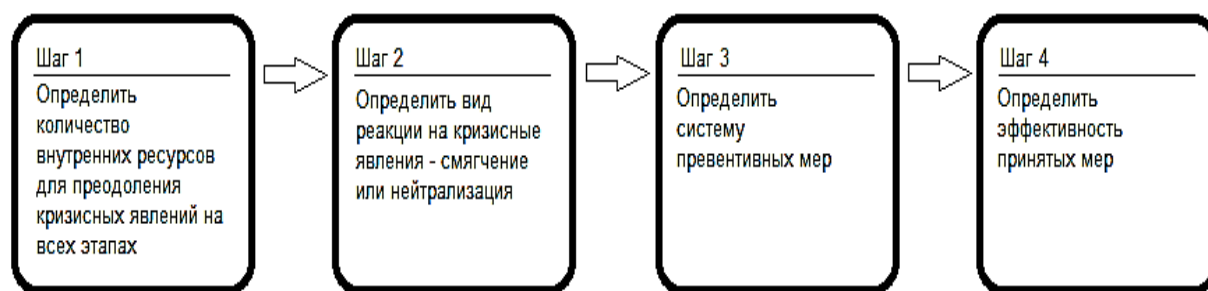 Шаг 1
Определить
количество
внутренних ресурсов
для преодоления
кризисных явлений на
всех этапах
Шаг 2
Определить вид
реакции на кризисные
явления - смягчение
или нейтрализация
Шаг 3
Определить
систему
превентивных мер
Шаг 4
Определить
эффективность
принятых мер